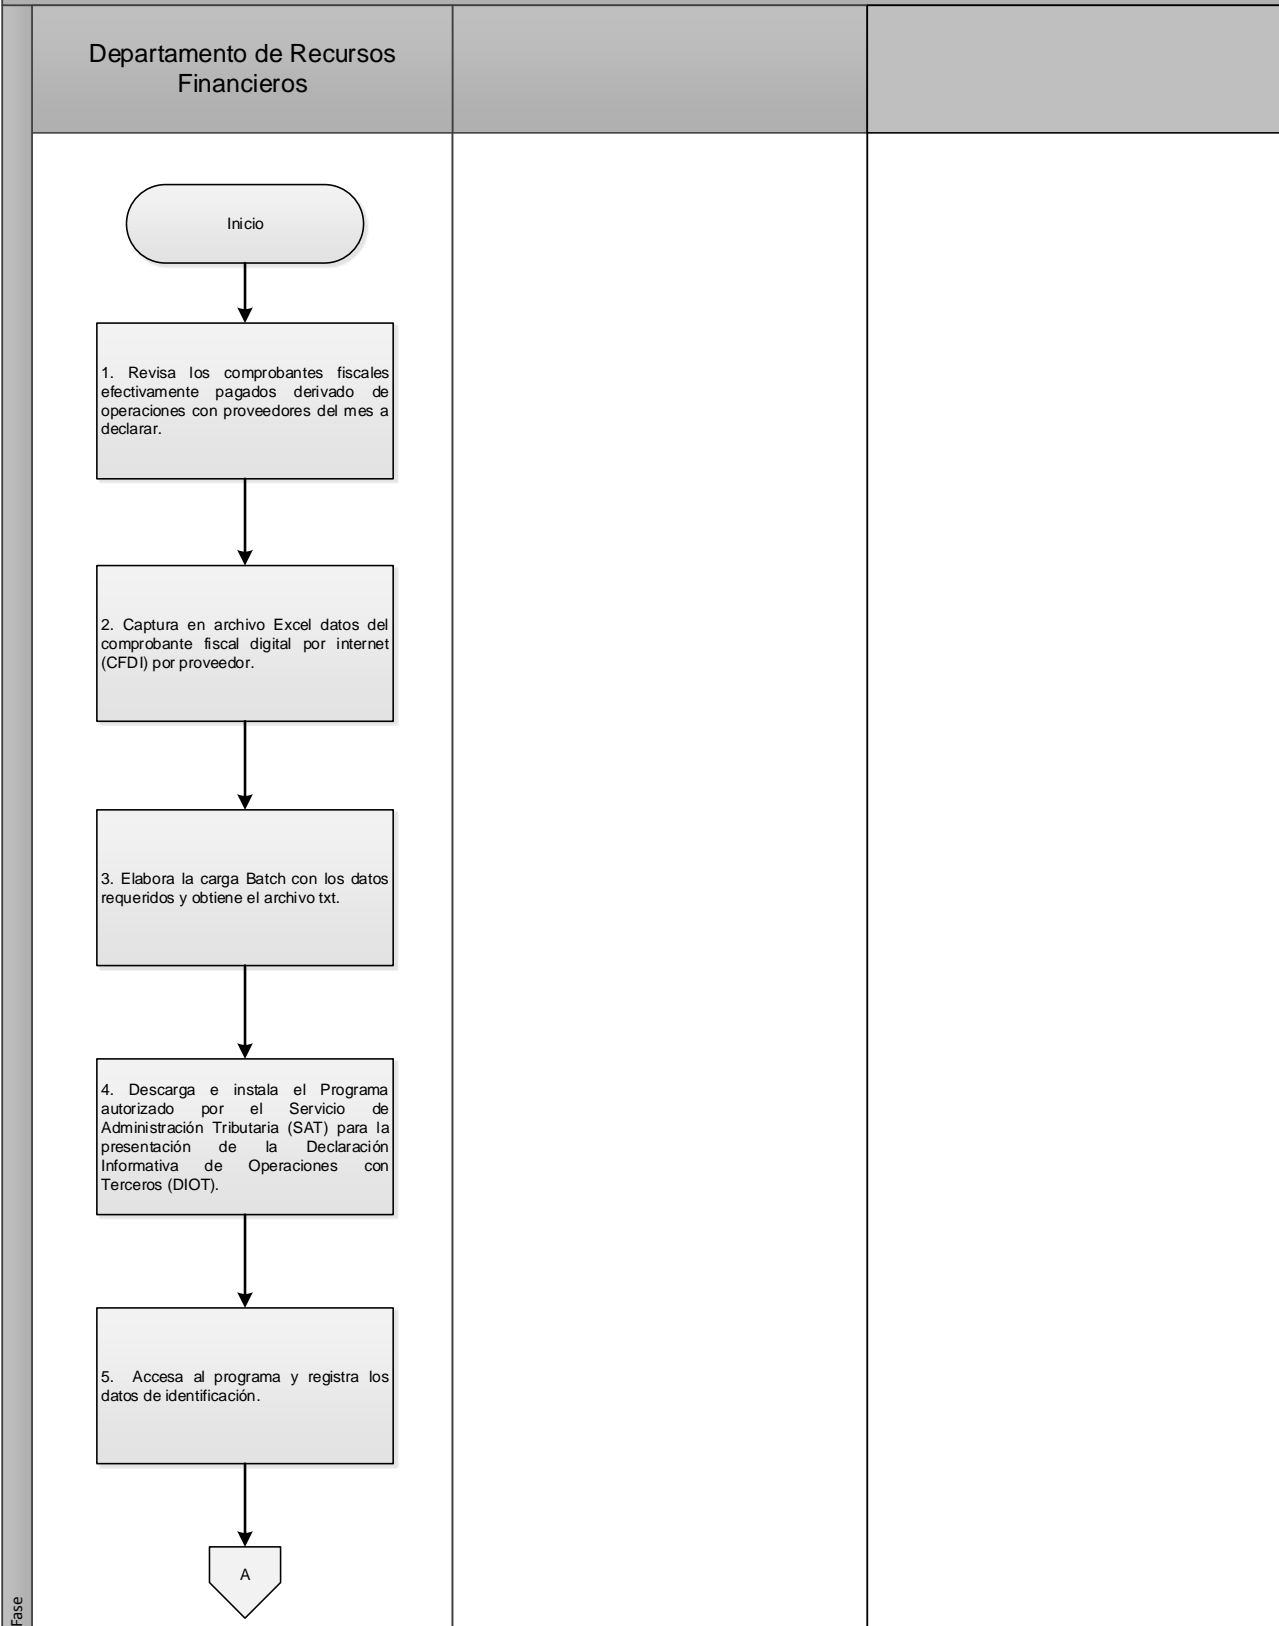 Departamento de Recursos
Financieros
Inicio
1. Revisa los comprobantes fiscales
efectivamente pagados derivado de
operaciones con proveedores del mes a
declarar.
2. Captura en archivo Excel datos del
comprobante fiscal digital por internet
(CFDI) por proveedor.
3. Elabora la carga Batch con los datos
requeridos y obtiene el archivo txt.
4. Descarga e instala el Programa
autorizado por el Servicio de
Administración Tributaria (SAT) para la
presentación de la Declaración
Informativa de Operaciones con
Terceros (DIOT).
5. Accesa al programa y registra los
datos de identificación.
A
Fase